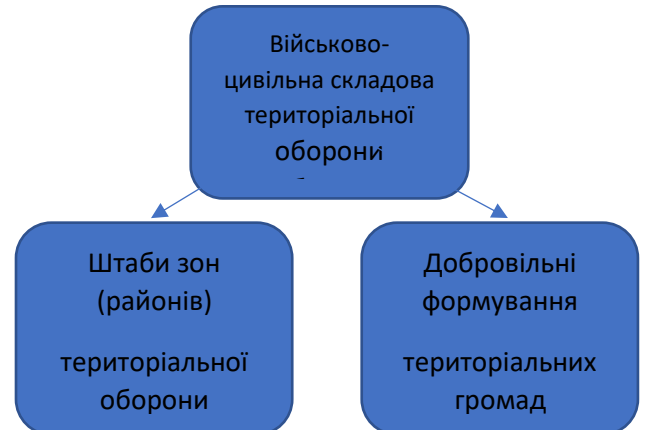 Військово-
цивільна складова
територіальної
оборони
Штаби зон
(районів)
територіальної
оборони
Добровільні
формування
територіальних
громад